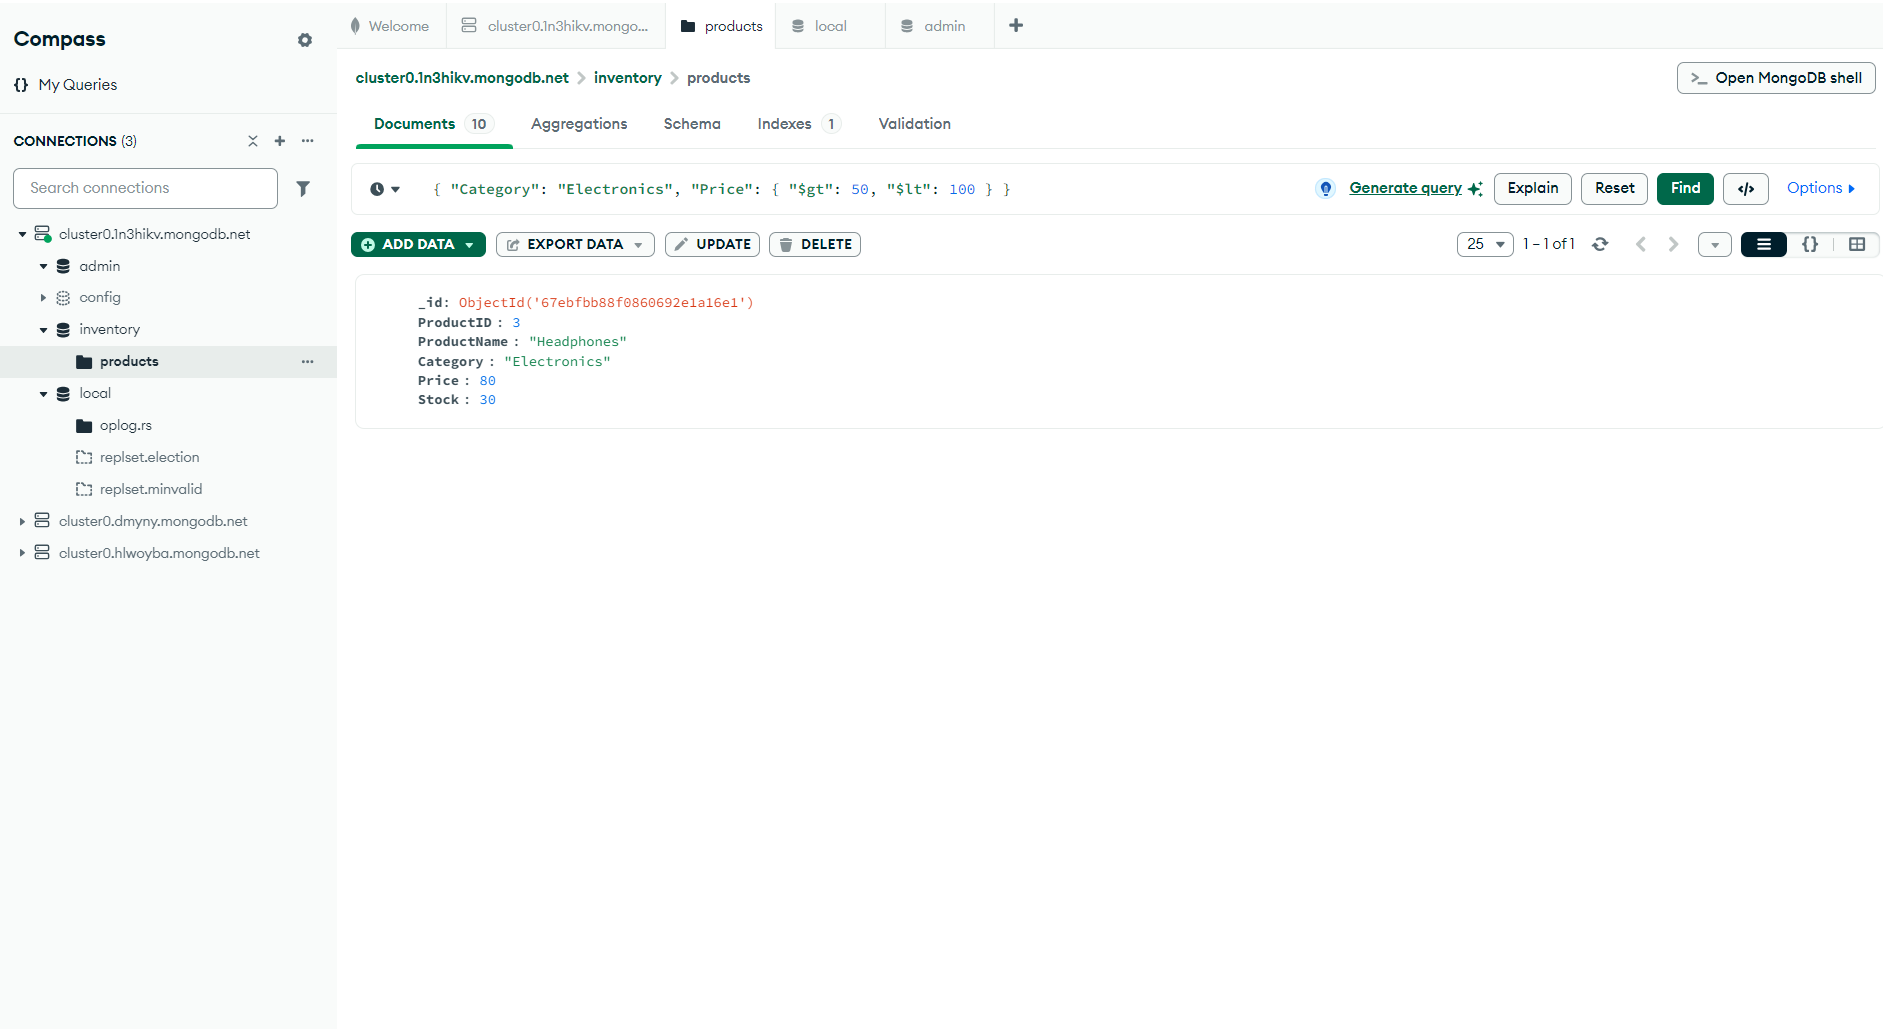 Compass
My Queries
CONNECTIONS (3)
Search connections
cluster0.1n3hikv.mongodb.net
admin
config
inventory
products
local
oplog.rs
replset.election
replset.minvalid
cluster0.dmyny.mongodb.net
cluster0.hlwoyba.mongodb.net
Welcome
cluster0.1n3hikv.mongo...
products
local
admin
cluster0.1n3hikv.mongodb.net > inventory > products
>_ Open MongoDB shell
Documents 10
Aggregations
Schema
Indexes 1
Validation
{ "Category": "Electronics", "Price": { "$gt": 50, "$lt": 100 } }
Generate query
Explain
Reset
Find
</>
Options
ADD DATA
EXPORT DATA
UPDATE
DELETE
25
1 – 1 of 1
{}
_id: ObjectId('67ebfbb88f0860692e1a16e1')
ProductID : 3
ProductName : "Headphones"
Category : "Electronics"
Price : 80
Stock : 30